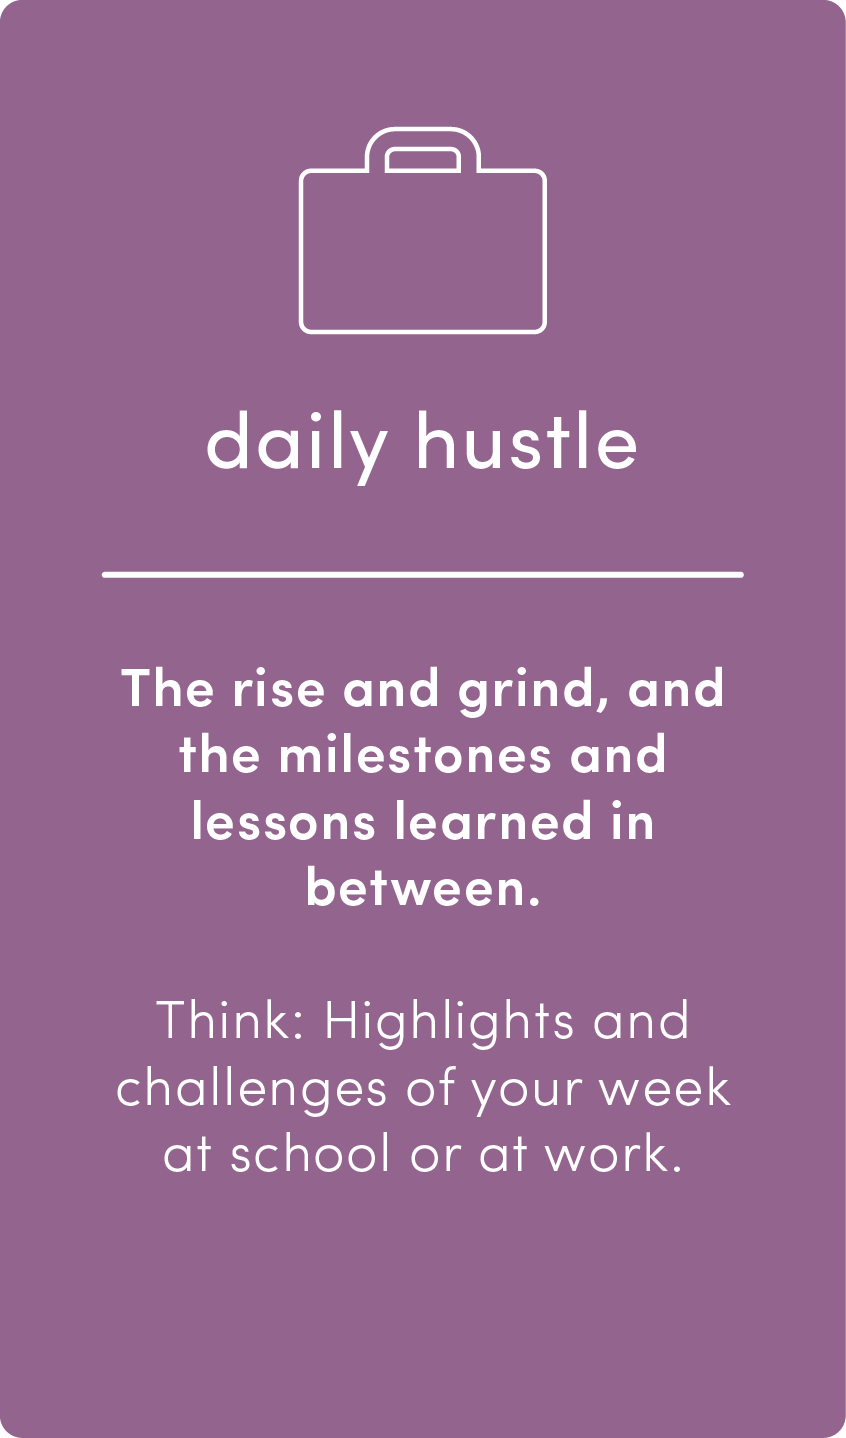 daily hustle
The rise and grind, and
the milestones and
lessons learned in
between.
Think: Highlights and
challenges of your week
at school or at work.